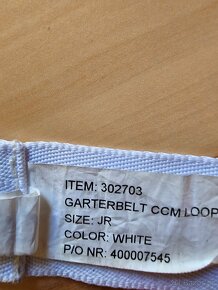 ITEM: 302703
GARTERBELT CCM LOOP
SIZE: JR
COLOR: WHITE
P/O NR: 400007545